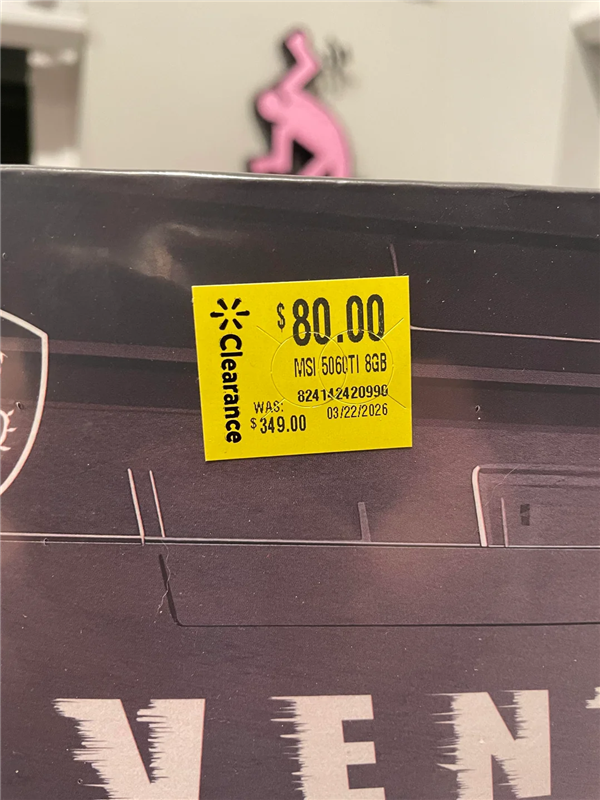 $80.00
MSI 5060TI 8GB
824142420990
03/22/2026
WAS:
$349.00
Clearance
VEN